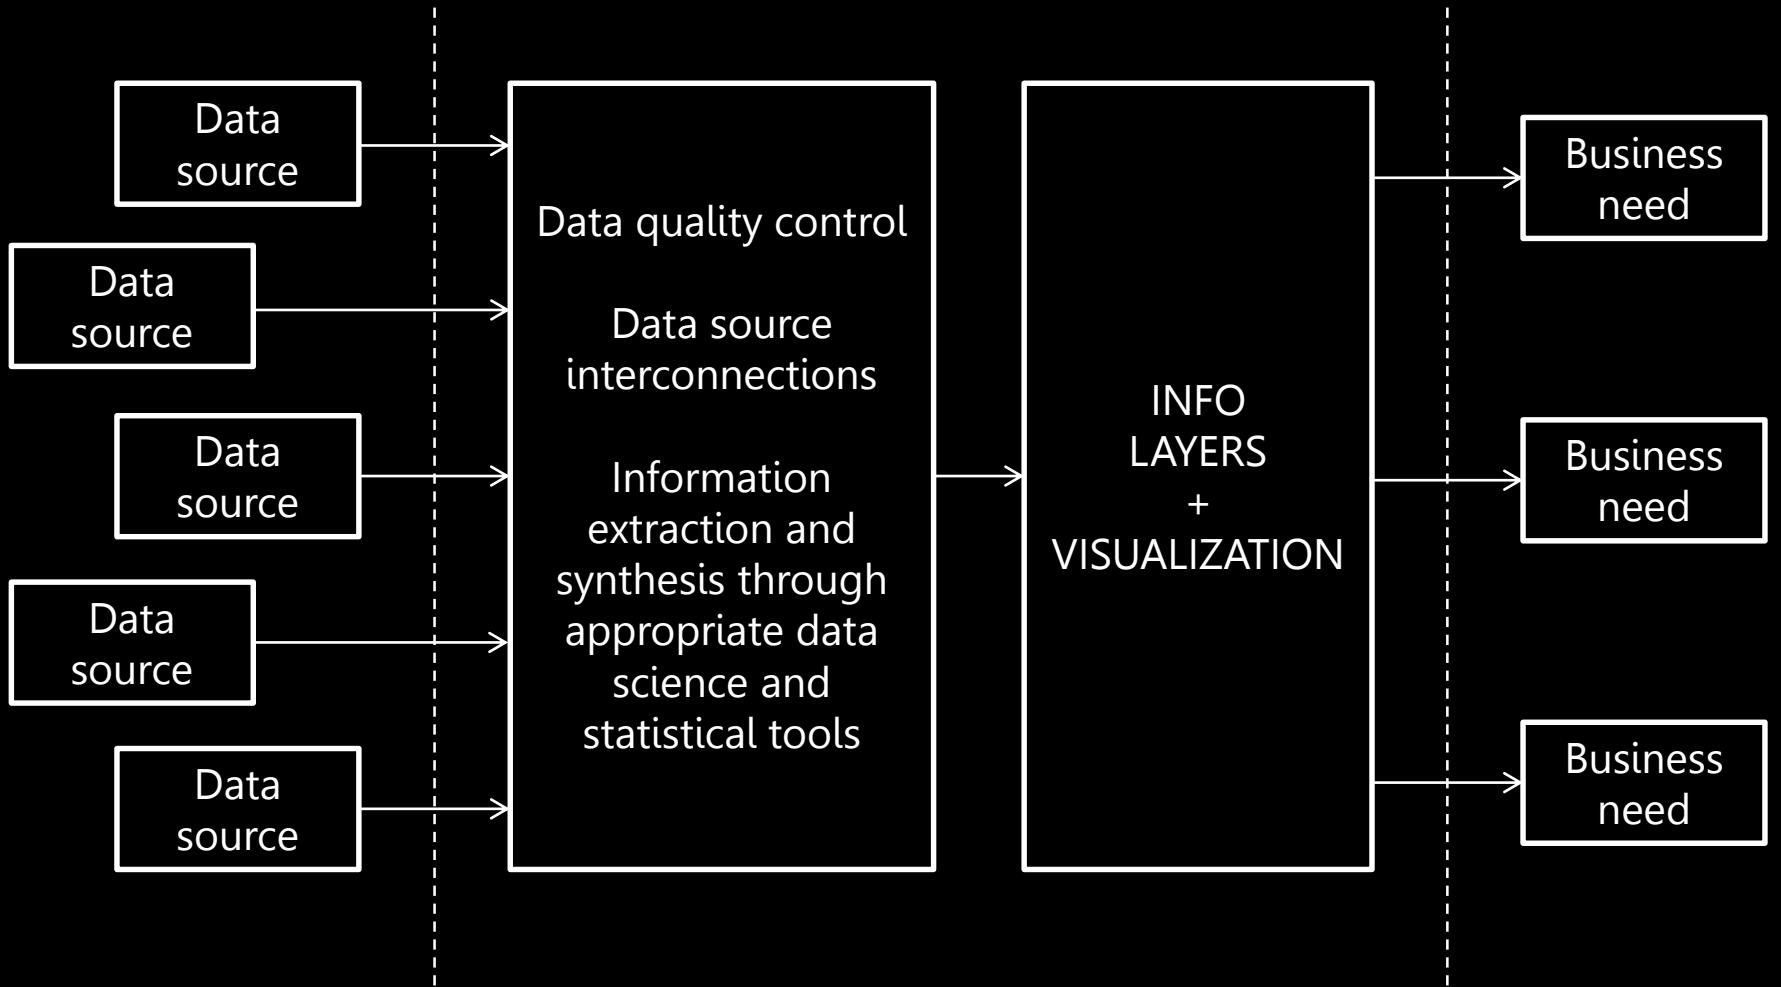 Data
source
Data
source
Data
source
Data
source
Data
source
Data quality control
Data source
interconnections
Information
extraction and
synthesis through
appropriate data
science and
statistical tools
INFO
LAYERS
+
VISUALIZATION
Business
need
Business
need
Business
need